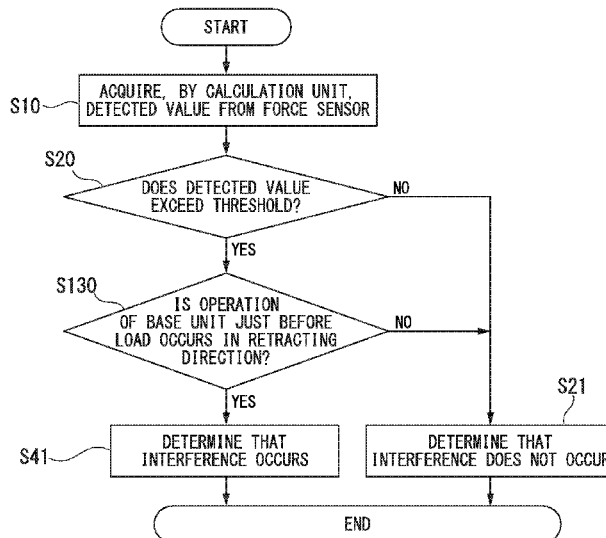 START
S10
ACQUIRE, BY CALCULATION UNIT,
DETECTED VALUE FROM FORCE SENSOR
S20
DOES DETECTED VALUE
EXCEED THRESHOLD?
NO
YES
S130
IS OPERATION
OF BASE UNIT JUST BEFORE
LOAD OCCURS IN RETRACTING
DIRECTION?
NO
YES
S41
DETERMINE THAT
INTERFERENCE OCCURS
S21
DETERMINE THAT
INTERFERENCE DOES NOT OCCUR
END